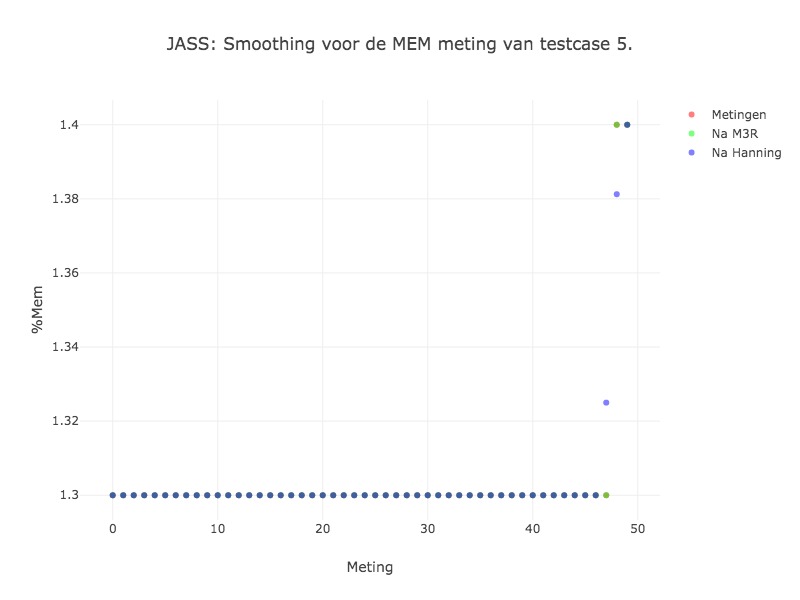 JASS: Smoothing voor de MEM meting van testcase 5.
Metingen
Na M3R
Na Hanning
1.4
1.38
1.36
1.34
1.32
1.3
%Mem
0
10
20
30
40
50
Meting